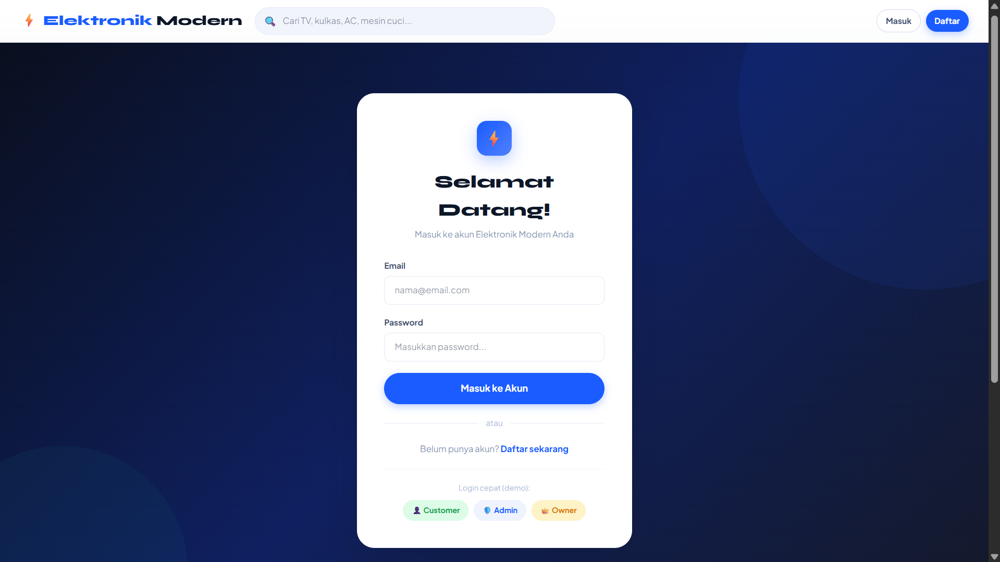 Elektronik Modern
Cari TV, kulkas, AC, mesin cuci...
Masuk
Daftar
Selamat
Datang!
Masuk ke akun Elektronik Modern Anda
Email
nama@email.com
Password
Masukkan password...
Masuk ke Akun
atau
Belum punya akun? Daftar sekarang
Login cepat (demo):
Customer
Admin
Owner